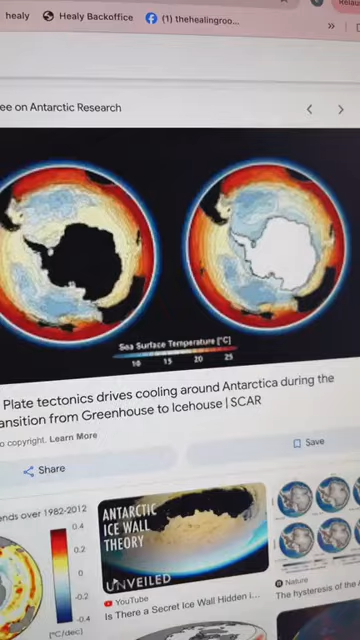 Relau
healy
Healy Backoffice
(1) thehealingroo...
»
ee on Antarctic Research
Sea Surface Temperature [°C]
10 15 20 25
Plate tectonics drives cooling around Antarctica during the
ansition from Greenhouse to Icehouse | SCAR
o copyright. Learn More
Share
Save
ends over 1982-2012
0.4
0.2
0
-0.2
-0.4
[°C/dec]
ANTARCTIC
ICE WALL
THEORY
UNVEILED
YouTube
Is There a Secret Ice Wall Hidden i...
Nature
The hysteresis of the A